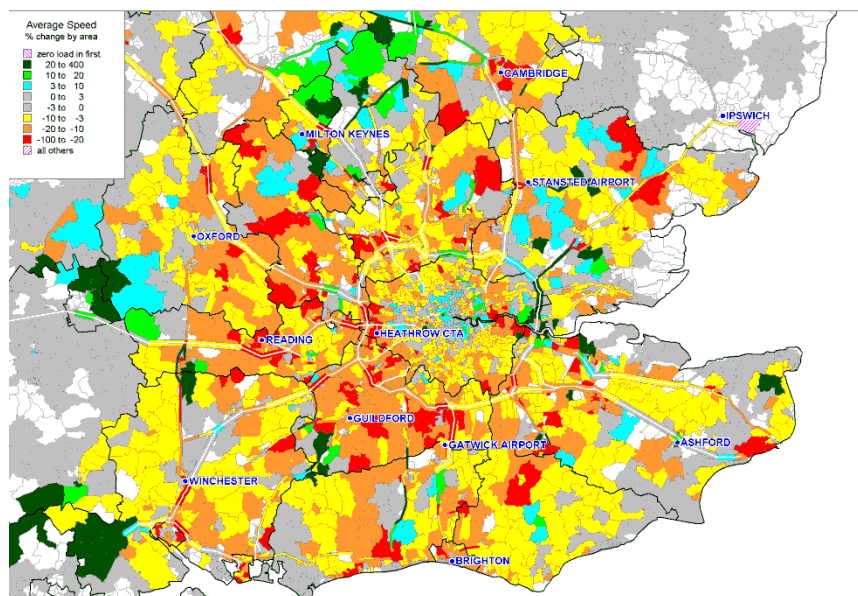 Average Speed
% change by area
zero load in first
20 to 400
10 to 20
3 to 10
0 to 3
-3 to 0
-10 to -3
-20 to -10
-100 to -20
all others
CAMBRIDGE
IPSWICH
MILTON KEYNES
STANSTED AIRPORT
OXFORD
HEATHROW CTA
READING
GUILDFORD
GATWICK AIRPORT
ASHFORD
WINCHESTER
BRIGHTON